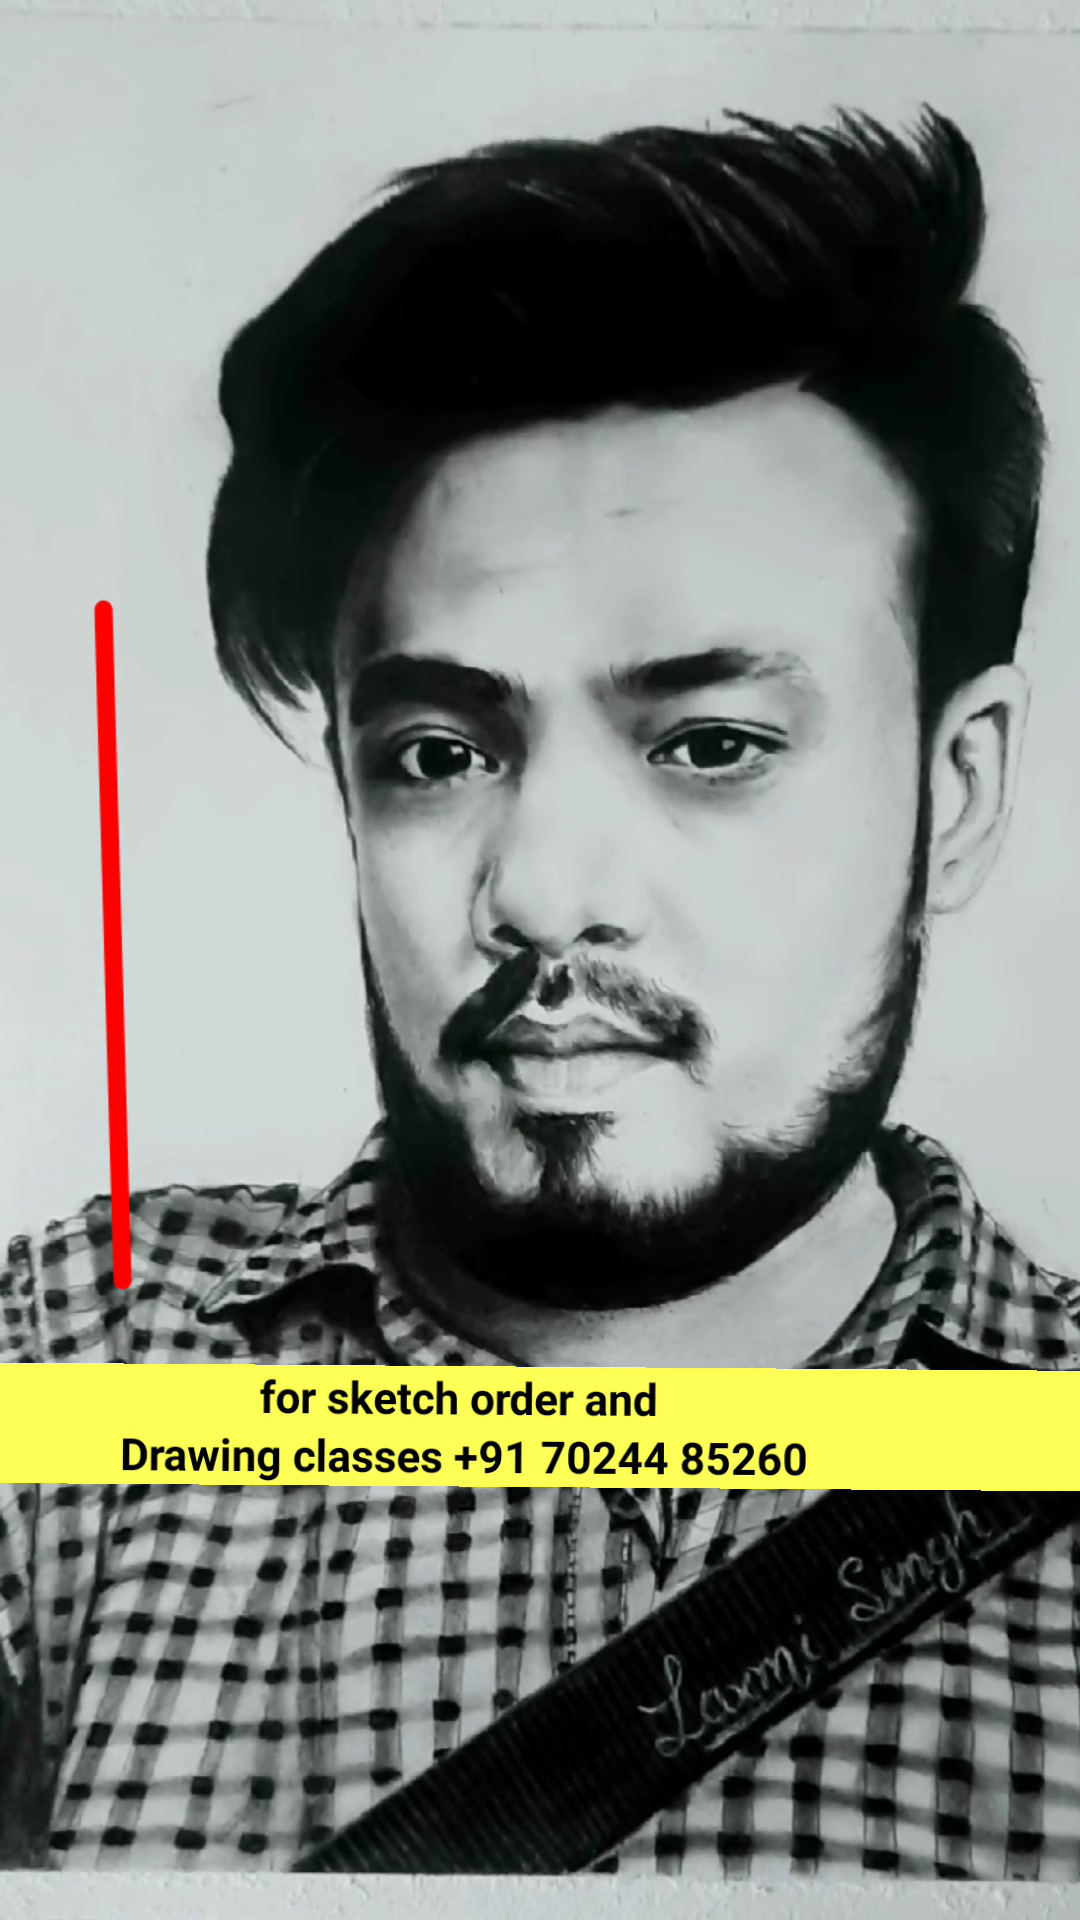 for sketch order and
Drawing classes +91 70244 85260
Laxmi Singh